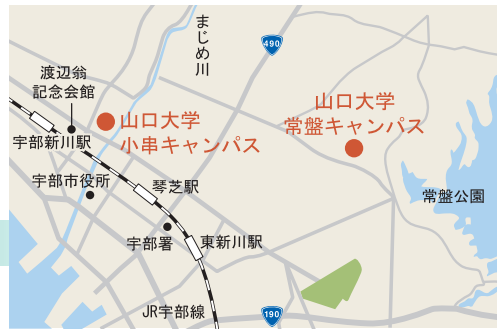 まじめ川
490
渡辺翁
記念会館
山口大学
小串キャンパス
山口大学
常盤キャンパス
宇部新川駅
宇部市役所
琴芝駅
常盤公園
宇部署
東新川駅
JR宇部線
190